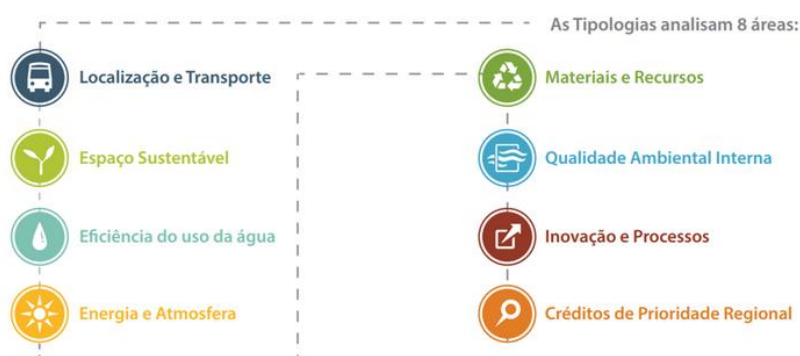 As Tipologias analisam 8 áreas:
Localização e Transporte
Espaço Sustentável
Eficiência do uso da água
Energia e Atmosfera
Materiais e Recursos
Qualidade Ambiental Interna
Inovação e Processos
Créditos de Prioridade Regional